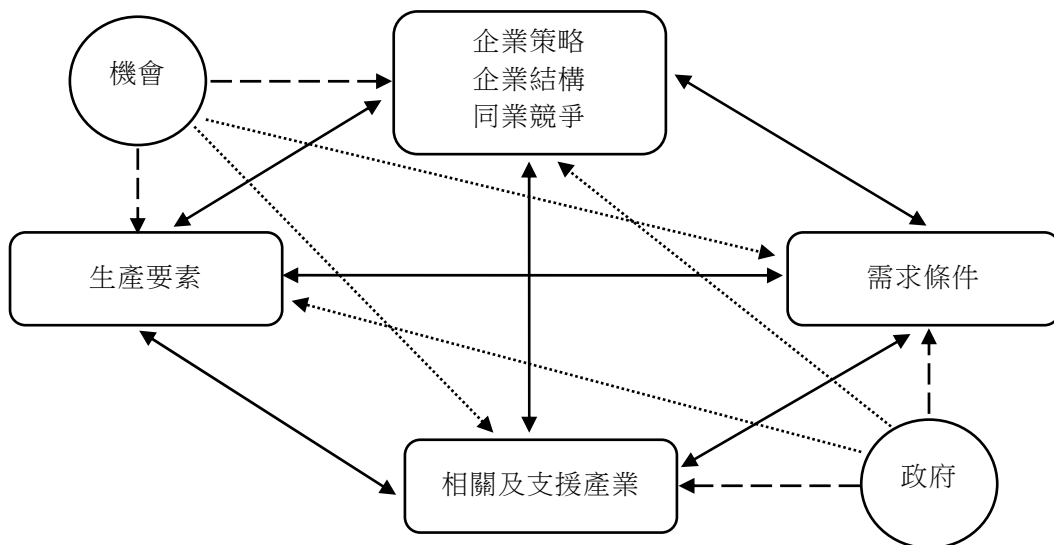 企業策略
企業結構
同業競爭
機會
生產要素
需求條件
相關及支援產業
政府